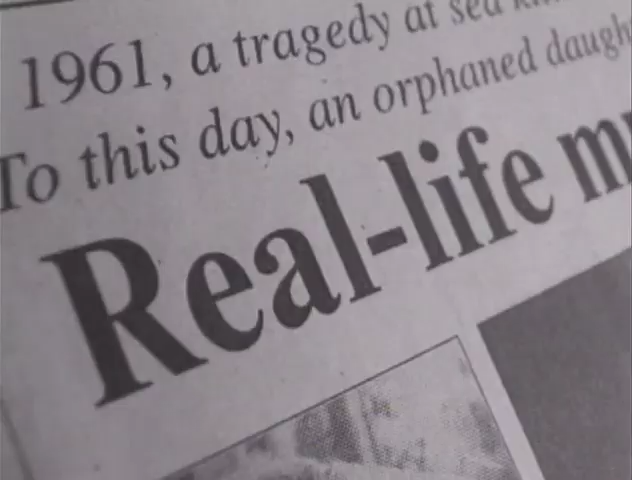 1961, a tragedy at sea
To this day, an orphaned
Real-life